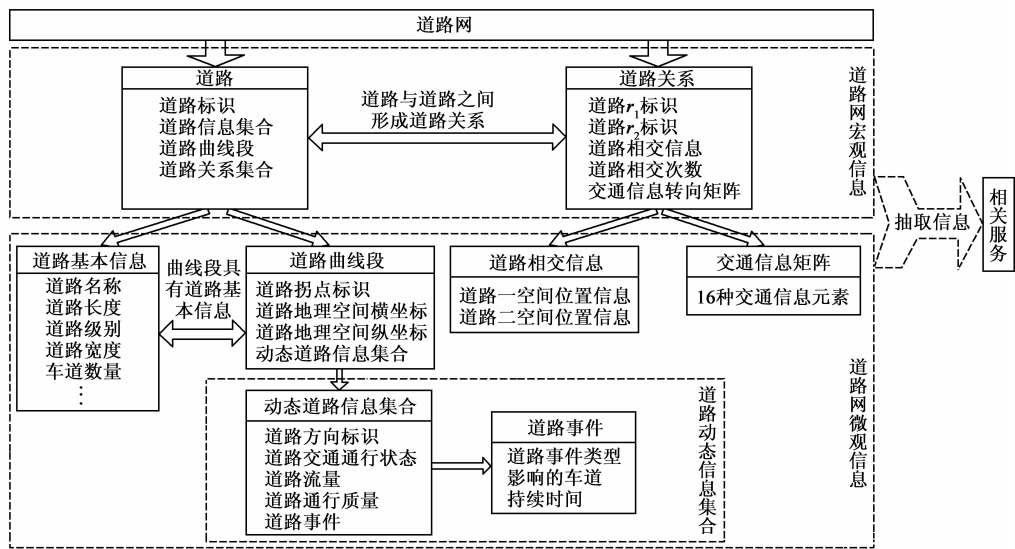 道路网
道路
道路标识
道路信息集合
道路曲线段
道路关系集合
道路与道路之间
形成道路关系
道路关系
道路r1标识
道路r2标识
道路相交信息
道路相交次数
交通信息转向矩阵
道路网宏观信息
抽取信息
相关服务
道路基本信息
道路名称
道路长度
道路级别
道路宽度
车道数量
⋮
曲线段具
有道路基
本信息
道路曲线段
道路拐点标识
道路地理空间横坐标
道路地理空间纵坐标
动态道路信息集合
道路相交信息
道路一空间位置信息
道路二空间位置信息
交通信息矩阵
16种交通信息元素
道路网微观信息
动态道路信息集合
道路方向标识
道路交通通行状态
道路流量
道路通行质量
道路事件
道路事件
道路事件类型
影响的车道
持续时间
道路动态信息集合